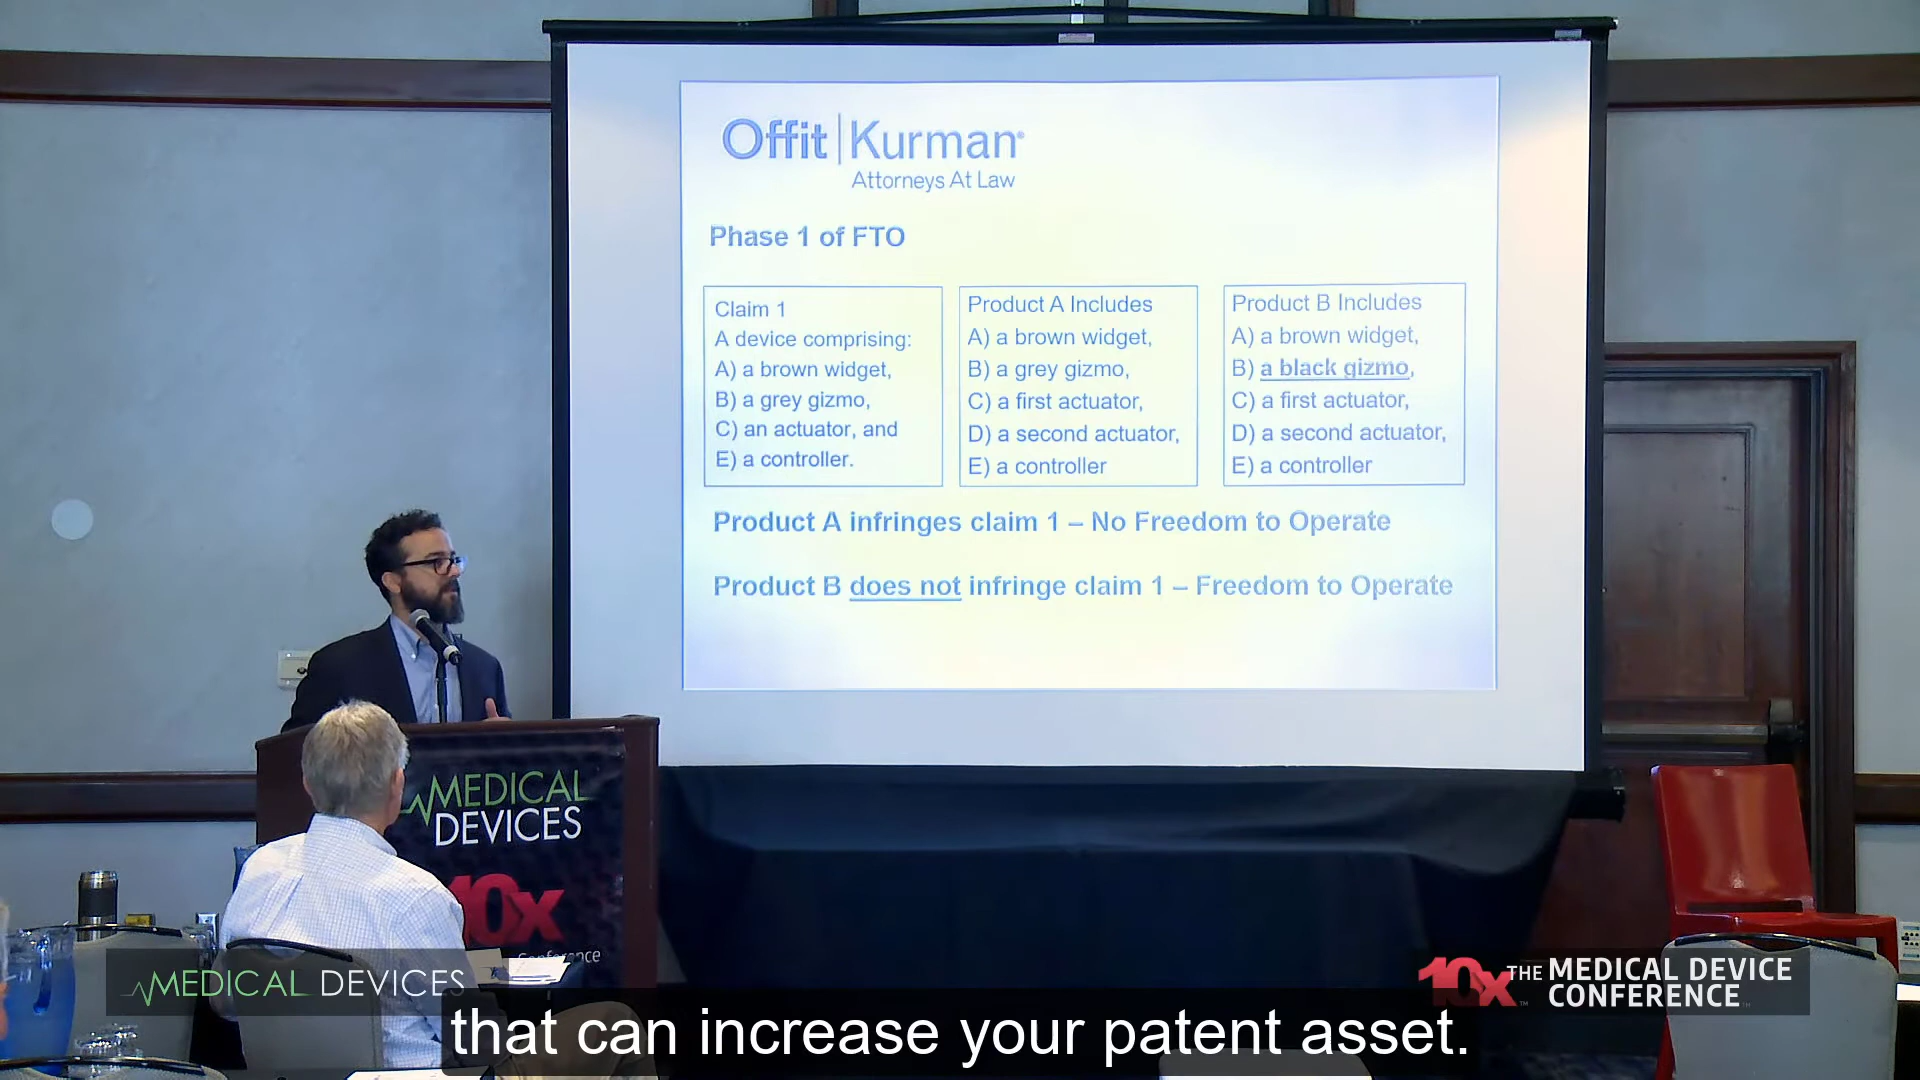 Offit | Kurman®
Attorneys At Law
Phase 1 of FTO
Claim 1
A device comprising:
A) a brown widget,
B) a grey gizmo,
C) an actuator, and
E) a controller.
Product A Includes
A) a brown widget,
B) a grey gizmo,
C) a first actuator,
D) a second actuator,
E) a controller
Product B Includes
A) a brown widget,
B) a black gizmo,
C) a first actuator,
D) a second actuator,
E) a controller
Product A infringes claim 1 – No Freedom to Operate
Product B does not infringe claim 1 – Freedom to Operate
MEDICAL
DEVICES
10x
Conference
MEDICAL DEVICES
10x™ THE MEDICAL DEVICE
CONFERENCE
that can increase your patent asset.